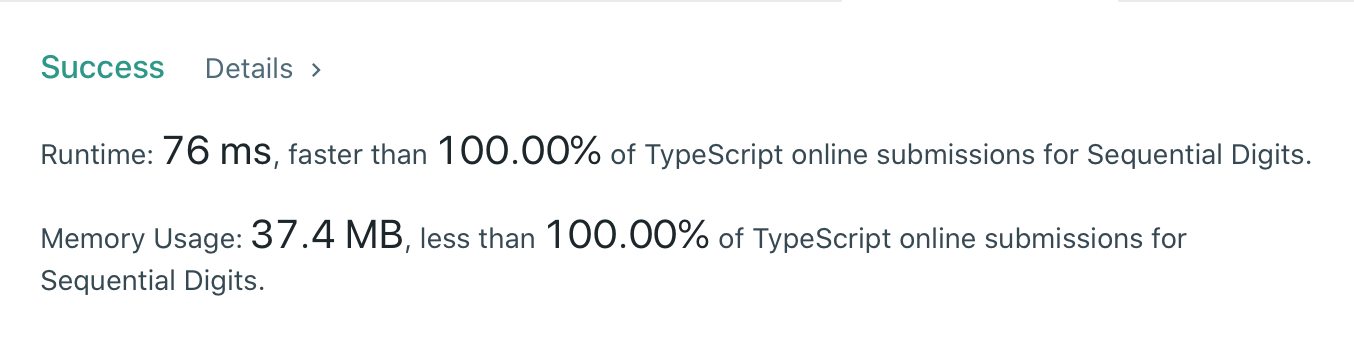 Success Details >
Runtime: 76 ms, faster than 100.00% of TypeScript online submissions for Sequential Digits.
Memory Usage: 37.4 MB, less than 100.00% of TypeScript online submissions for
Sequential Digits.